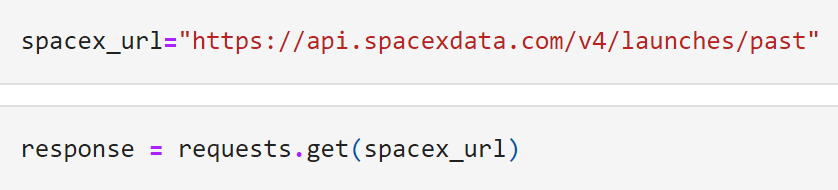 spacex_url="https://api.spacexdata.com/v4/launches/past"
response = requests.get(spacex_url)